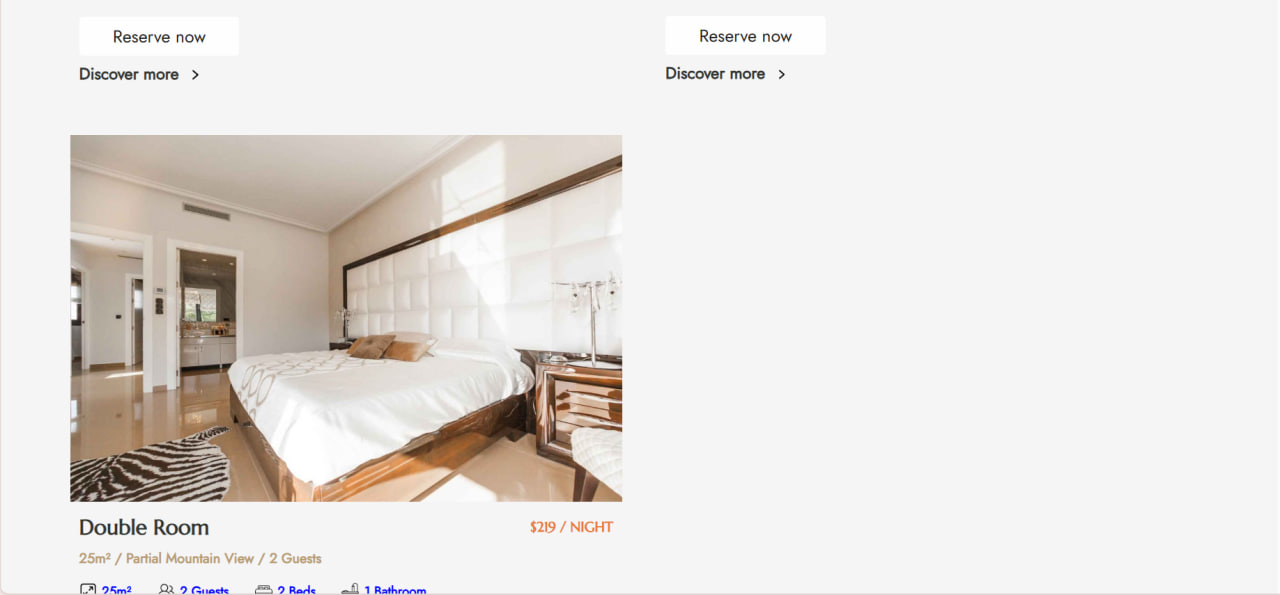 Reserve now
Reserve now
Discover more
Discover more
Double Room
$219 / NIGHT
25m² / Partial Mountain View / 2 Guests
25m² 2 Guests 2 Beds 1 Bathroom